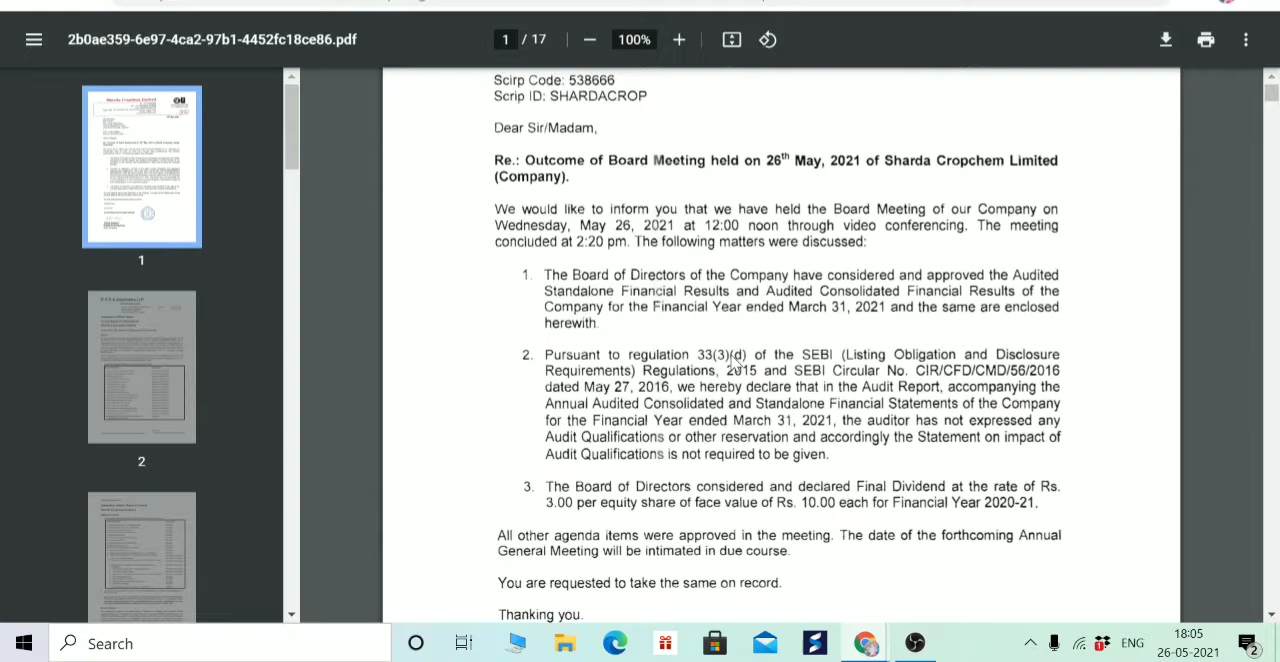 2b0ae359-6e97-4ca2-97b1-4452fc18ce86.pdf
1 / 17
100%
Scirp Code: 538666
Scrip ID: SHARDACROP
Dear Sir/Madam,
Re.: Outcome of Board Meeting held on 26th May, 2021 of Sharda Cropchem Limited
(Company).
We would like to inform you that we have held the Board Meeting of our Company on
Wednesday, May 26, 2021 at 12:00 noon through video conferencing. The meeting
concluded at 2:20 pm. The following matters were discussed:
1. The Board of Directors of the Company have considered and approved the Audited
Standalone Financial Results and Audited Consolidated Financial Results of the
Company for the Financial Year ended March 31, 2021 and the same are enclosed
herewith.
2. Pursuant to regulation 33(3)(d) of the SEBI (Listing Obligation and Disclosure
Requirements) Regulations, 2015 and SEBI Circular No. CIR/CFD/CMD/56/2016
dated May 27, 2016, we hereby declare that in the Audit Report, accompanying the
Annual Audited Consolidated and Standalone Financial Statements of the Company
for the Financial Year ended March 31, 2021, the auditor has not expressed any
Audit Qualifications or other reservation and accordingly the Statement on impact of
Audit Qualifications is not required to be given.
3. The Board of Directors considered and declared Final Dividend at the rate of Rs.
3.00 per equity share of face value of Rs. 10.00 each for Financial Year 2020-21.
All other agenda items were approved in the meeting. The date of the forthcoming Annual
General Meeting will be intimated in due course.
You are requested to take the same on record.
Thanking you.
1
2
Search
ENG
18:05
26-05-2021
2